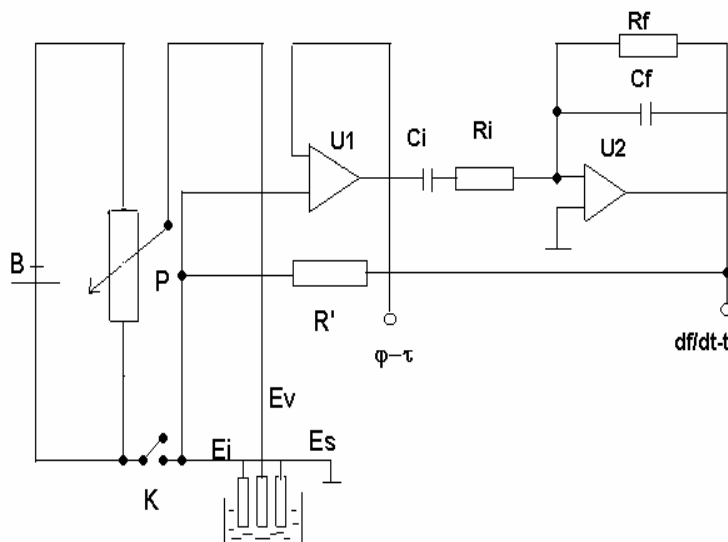 Rf
Cf
U1
Ci
Ri
U2
B
P
R'
φ-τ
df/dt-t
Ev
Ei
Es
K